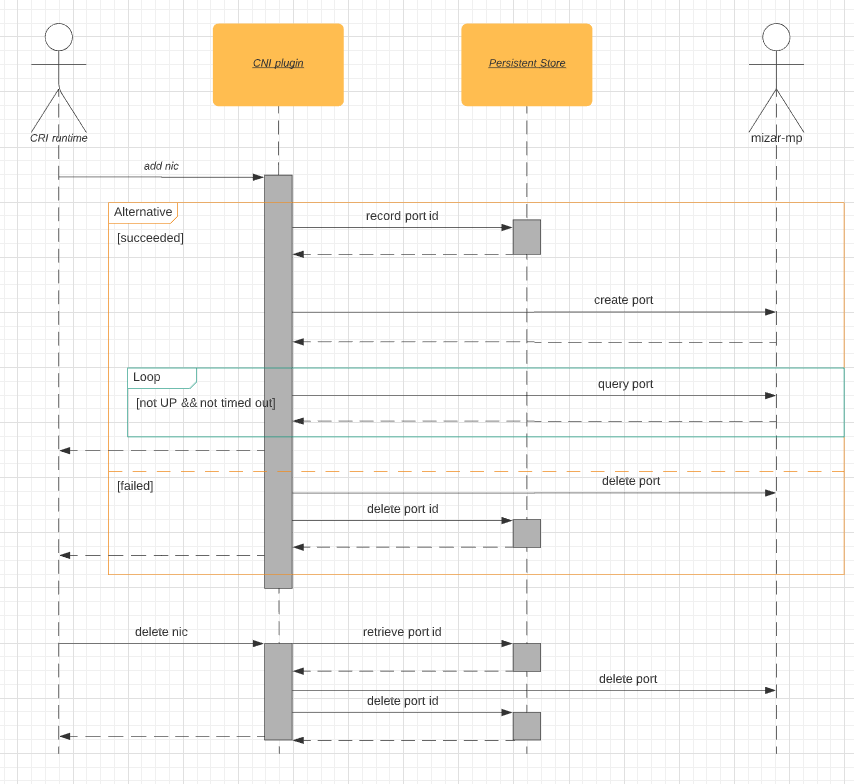 CNI plugin
Persistent Store
CRI runtime
mizar-mp
add nic
Alternative
record port id
[succeeded]
create port
Loop
query port
[not UP && not timed out]
delete port
[failed]
delete port id
delete nic
retrieve port id
delete port
delete port id